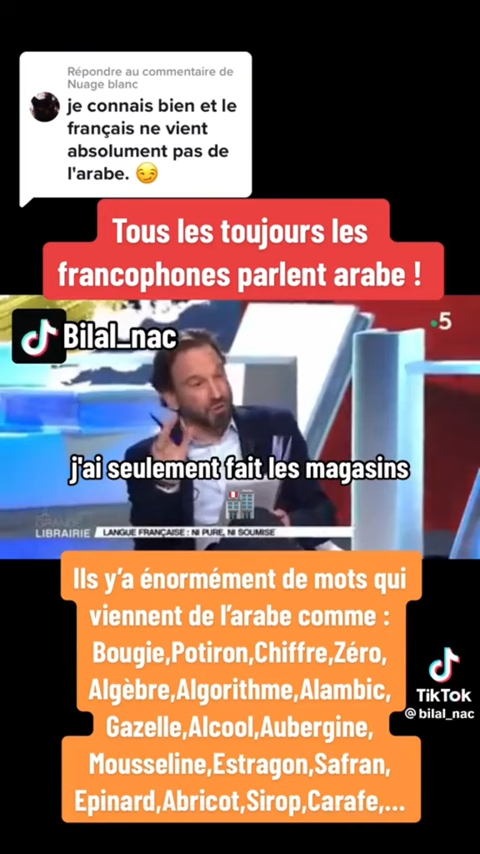 Répondre au commentaire de
Nuage blanc
je connais bien et le
français ne vient
absolument pas de
l'arabe. 😏
Tous les toujours les
francophones parlent arabe !
Bilal_nac
5
j'ai seulement fait les magasins
🏬
GRANDE
LIBRAIRIE / LANGUE FRANÇAISE : NI PURE, NI SOUMISE
Ils y'a énormément de mots qui
viennent de l'arabe comme :
Bougie,Potiron,Chiffre,Zéro,
Algèbre,Algorithme,Alambic,
Gazelle,Alcool,Aubergine,
Mousseline,Estragon,Safran,
Epinard,Abricot,Sirop,Carafe,...
TikTok
@bilal_nac